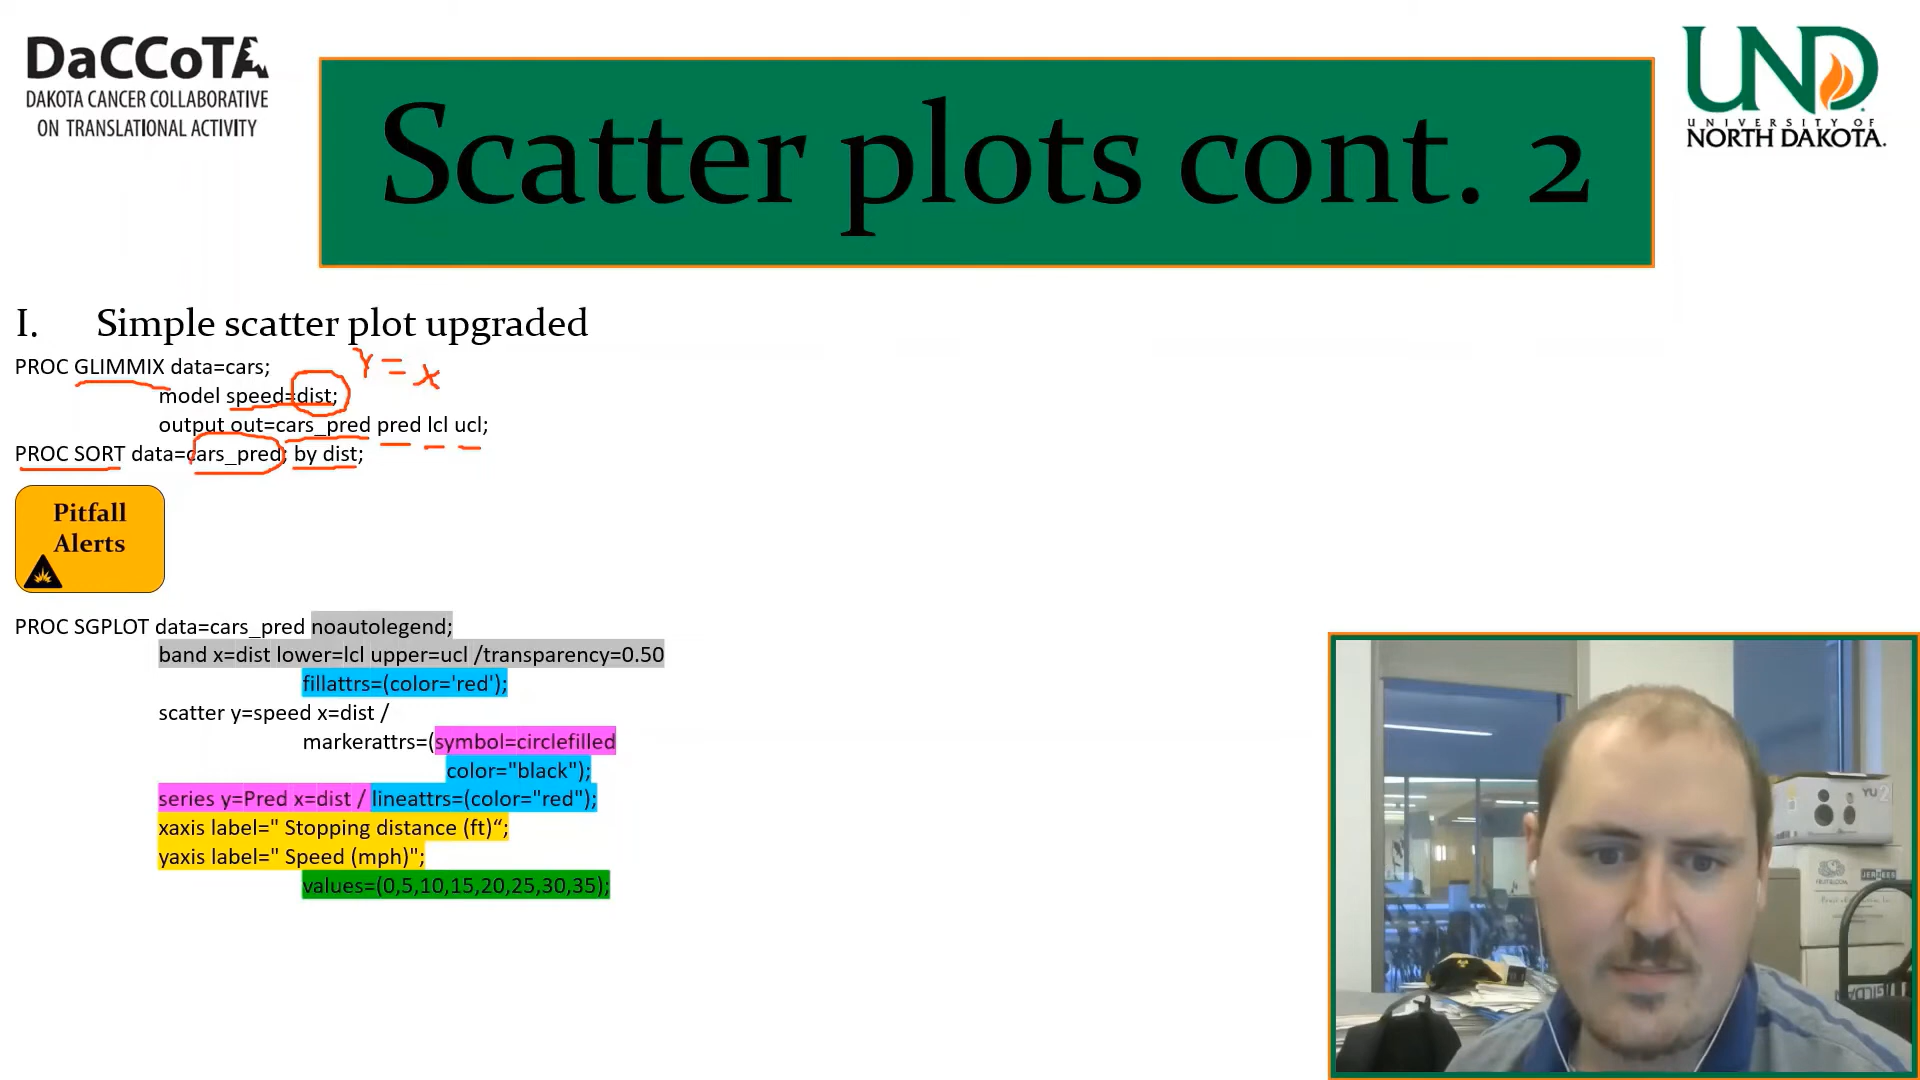 DaCCoTA
DAKOTA CANCER COLLABORATIVE
ON TRANSLATIONAL ACTIVITY
Scatter plots cont. 2
UND
UNIVERSITY OF
NORTH DAKOTA.
I. Simple scatter plot upgraded
PROC GLIMMIX data=cars;
Y = X
model speed=dist;
output out=cars_pred pred lcl ucl;
PROC SORT data=cars_pred; by dist;
Pitfall
Alerts
PROC SGPLOT data=cars_pred noautolegend;
band x=dist lower=lcl upper=ucl /transparency=0.50
fillattrs=(color='red');
scatter y=speed x=dist /
markerattrs=(symbol=circlefilled
color="black");
series y=Pred x=dist / lineattrs=(color="red");
xaxis label=" Stopping distance (ft)“;
yaxis label=" Speed (mph)";
values=(0,5,10,15,20,25,30,35);
YU2
JERZEES